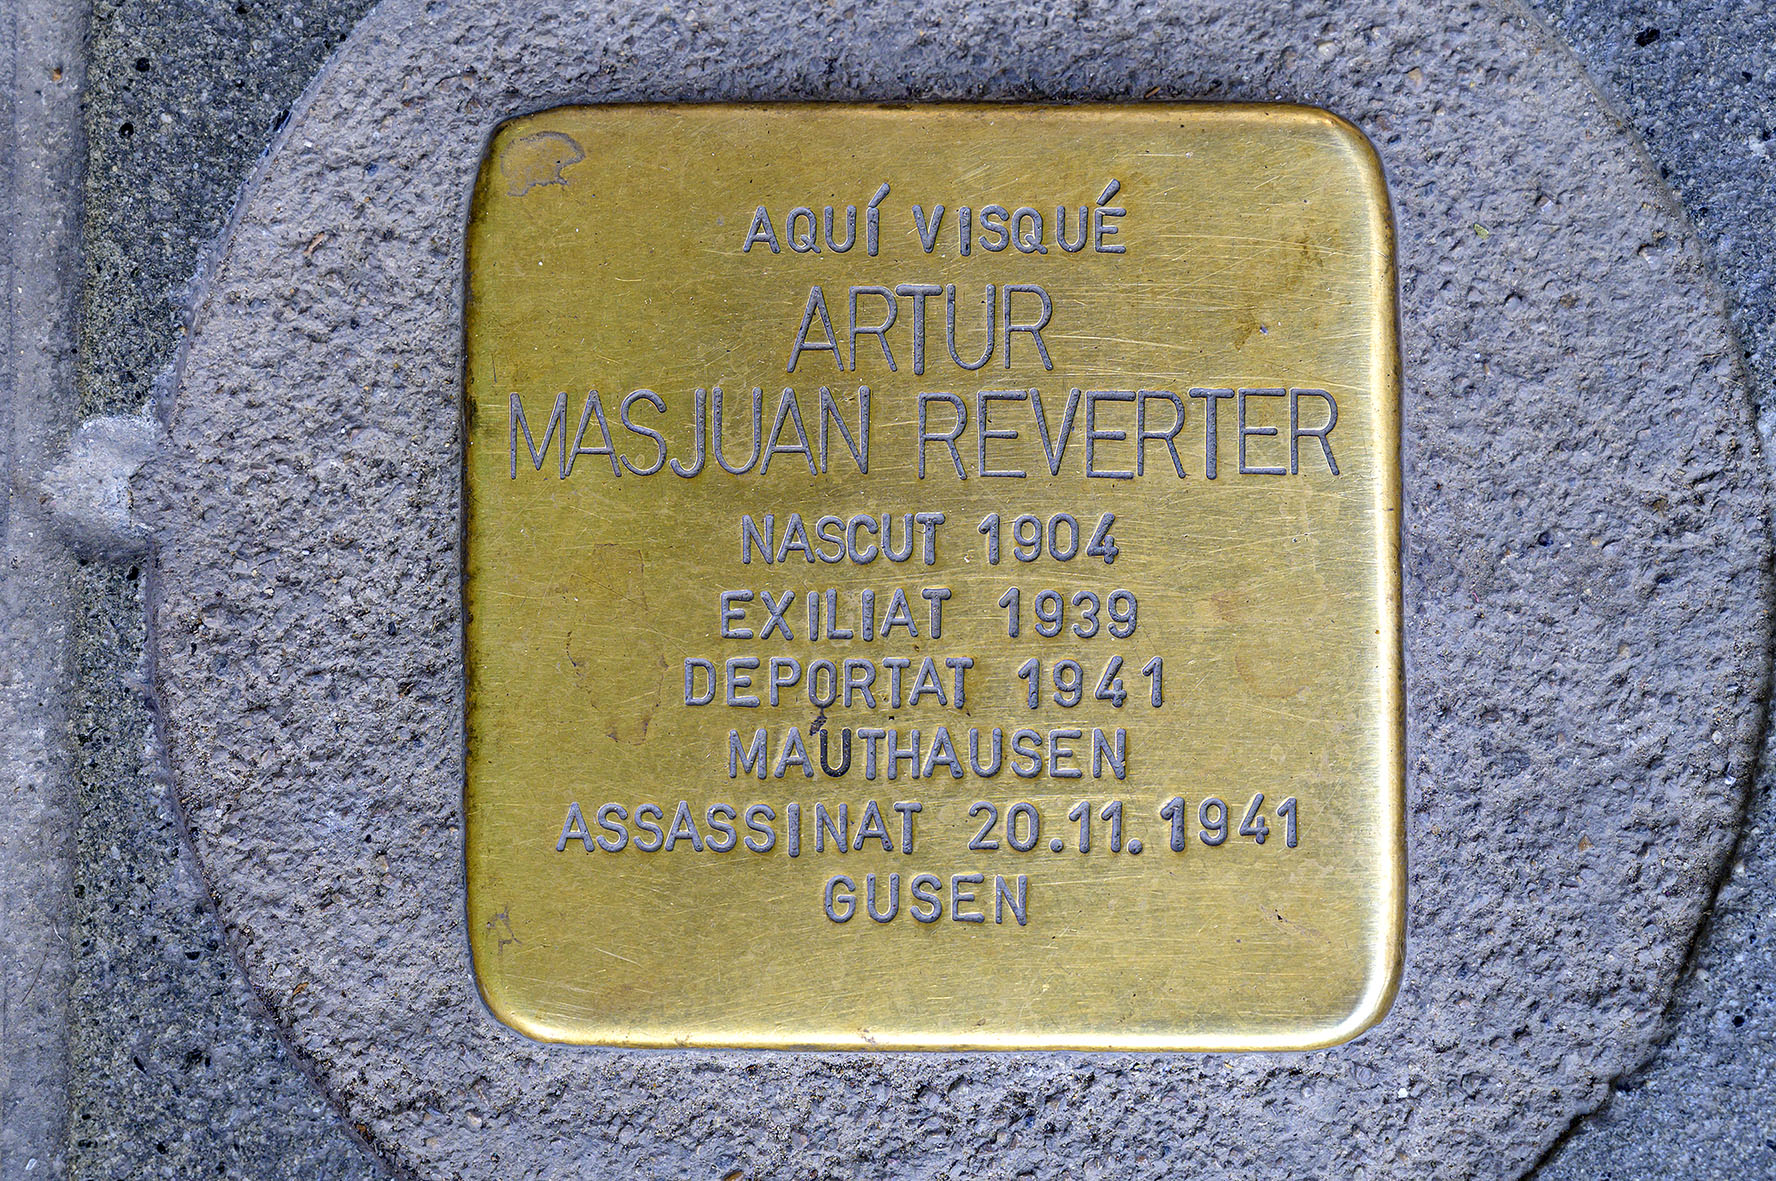 AQUÍ VISQUÉ
ARTUR
MASJUAN REVERTER
NASCUT 1904
EXILIAT 1939
DEPORTAT 1941
MAUTHAUSEN
ASSASSINAT 20.11.1941
GUSEN